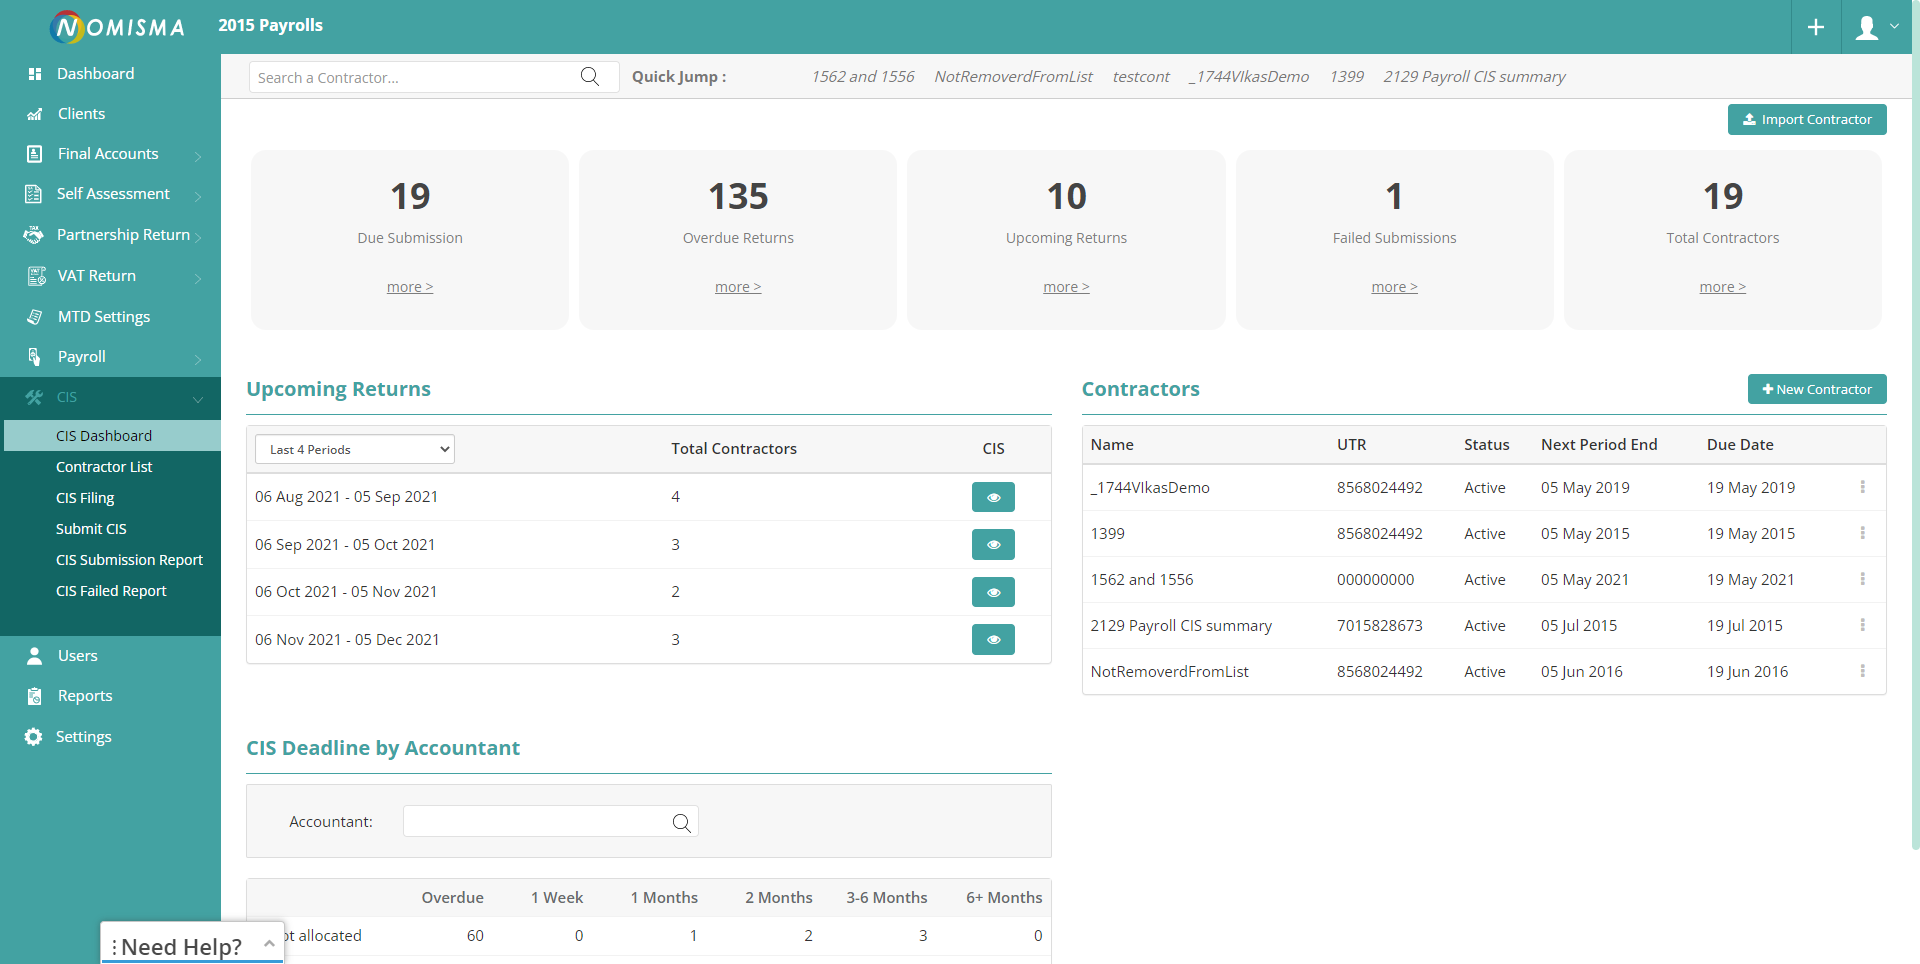 NOMISMA
2015 Payrolls
Dashboard
Clients
Final Accounts
Self Assessment
Partnership Return
VAT Return
MTD Settings
Payroll
CIS
CIS Dashboard
Contractor List
CIS Filing
Submit CIS
CIS Submission Report
CIS Failed Report
Users
Reports
Settings
Search a Contractor...
Quick Jump : 1562 and 1556 NotRemoverdFromList testcont _1744VIkasDemo 1399 2129 Payroll CIS summary
Import Contractor
19 135 10 1 19
Due Submission Overdue Returns Upcoming Returns Failed Submissions Total Contractors
more > more > more > more > more >
Upcoming Returns
Last 4 Periods Total Contractors CIS
06 Aug 2021 - 05 Sep 2021 4
06 Sep 2021 - 05 Oct 2021 3
06 Oct 2021 - 05 Nov 2021 2
06 Nov 2021 - 05 Dec 2021 3
Contractors
New Contractor
Name UTR Status Next Period End Due Date
_1744VIkasDemo 8568024492 Active 05 May 2019 19 May 2019
1399 8568024492 Active 05 May 2015 19 May 2015
1562 and 1556 000000000 Active 05 May 2021 19 May 2021
2129 Payroll CIS summary 7015828673 Active 05 Jul 2015 19 Jul 2015
NotRemoverdFromList 8568024492 Active 05 Jun 2016 19 Jun 2016
CIS Deadline by Accountant
Accountant:
Overdue 1 Week 1 Months 2 Months 3-6 Months 6+ Months
ot allocated 60 0 1 2 3 0
Need Help?